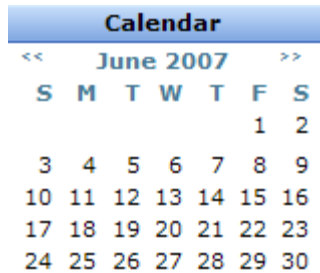 Calendar
<< June 2007 >>
S M T W T F S
1 2
3 4 5 6 7 8 9
10 11 12 13 14 15 16
17 18 19 20 21 22 23
24 25 26 27 28 29 30